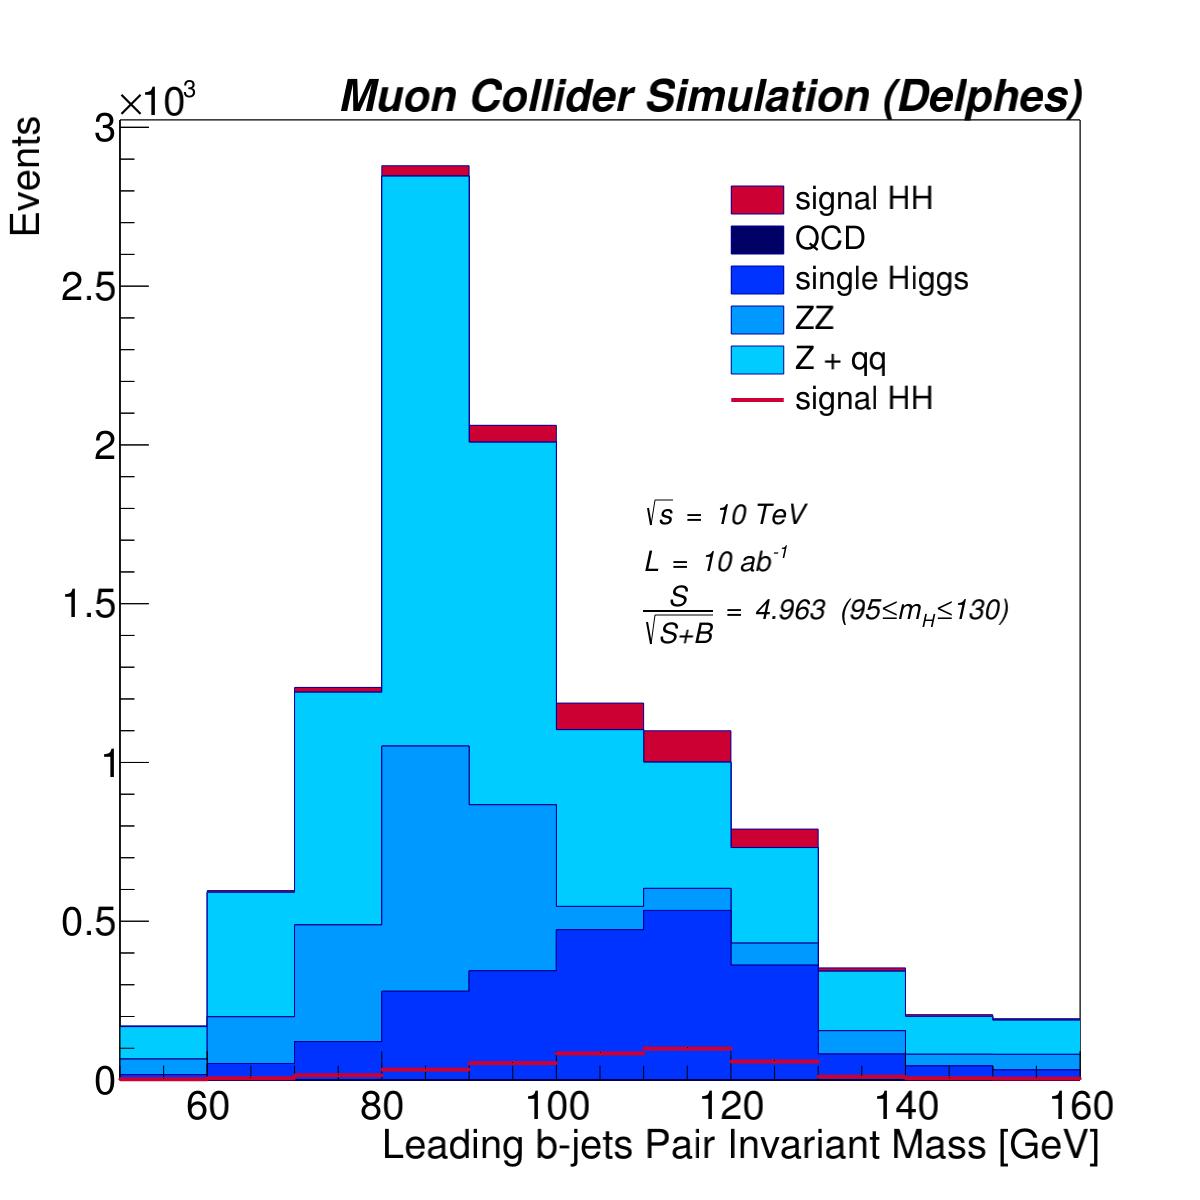 Muon Collider Simulation (Delphes)
×10³
Events
3
2.5
2
1.5
1
0.5
0
signal HH
QCD
single Higgs
ZZ
Z + qq
signal HH
√s = 10 TeV
L = 10 ab⁻¹
S
√S+B
= 4.963 (95≤m_H≤130)
60 80 100 120 140 160
Leading b-jets Pair Invariant Mass [GeV]